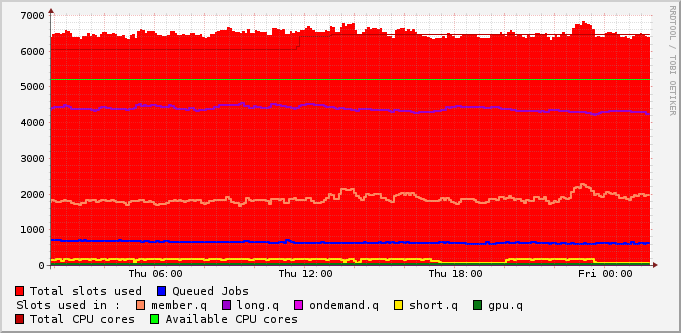 RRDTOOL / TOBI OETIKER
7000
6000
5000
4000
3000
2000
1000
0
Thu 06:00 Thu 12:00 Thu 18:00 Fri 00:00
Total slots used Queued Jobs
Slots used in : member.q long.q ondemand.q short.q gpu.q
Total CPU cores Available CPU cores